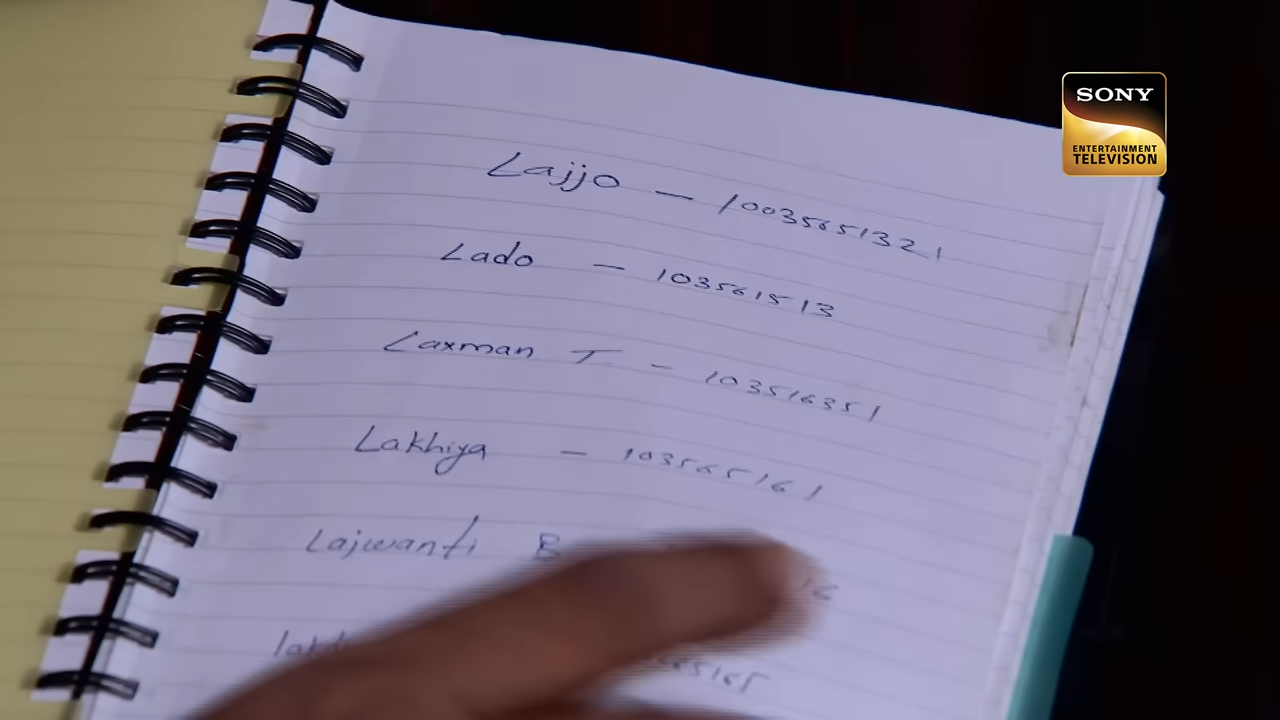 SONY
ENTERTAINMENT
TELEVISION
Lajjo – 10035651321
Lado – 103561513
Laxman T. – 103516351
Lakhiya – 103565161
Lajwanti B